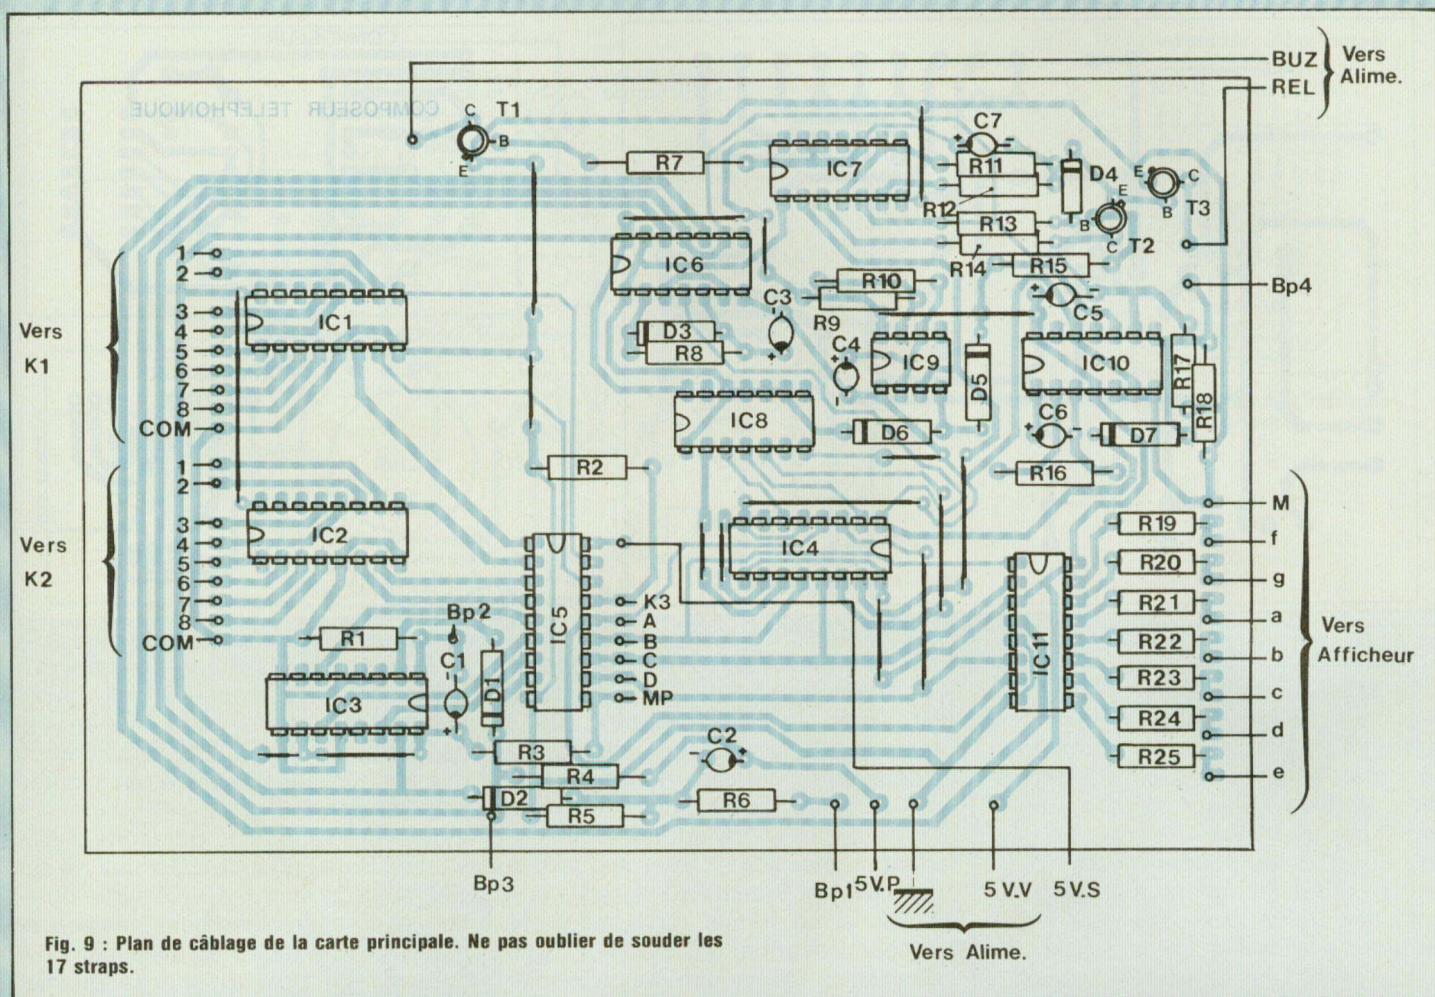 BUZ
REL
Vers
Alime.
COMPOSEUR TELEPHONIQUE
C T1
B
E
R7
IC7
C7
+ -
R11
R12
D4
E
C
B
T3
E
B
C T2
R13
R14
R15
Bp4
1
2
3
4
5
6
7
8
COM
Vers
K1
IC1
IC6
R10
R9
C3
- +
C5
+ -
D3
R8
C4
+ -
IC9
D5
IC10
R17
R18
IC8
D6
C6
+ -
D7
R2
R16
1
2
3
4
5
6
7
8
COM
Vers
K2
IC2
IC4
IC5
K3
A
B
C
D
MP
IC11
R19
R20
R21
R22
R23
R24
R25
M
f
g
a
b
c
d
e
Vers
Afficheur
R1
Bp2
C1
- +
D1
IC3
R3
R4
D2
R5
C2
- +
R6
Bp3
Bp1
5V.P
5V.V
5V.S
Vers Alime.
Fig. 9 : Plan de câblage de la carte principale. Ne pas oublier de souder les
17 straps.